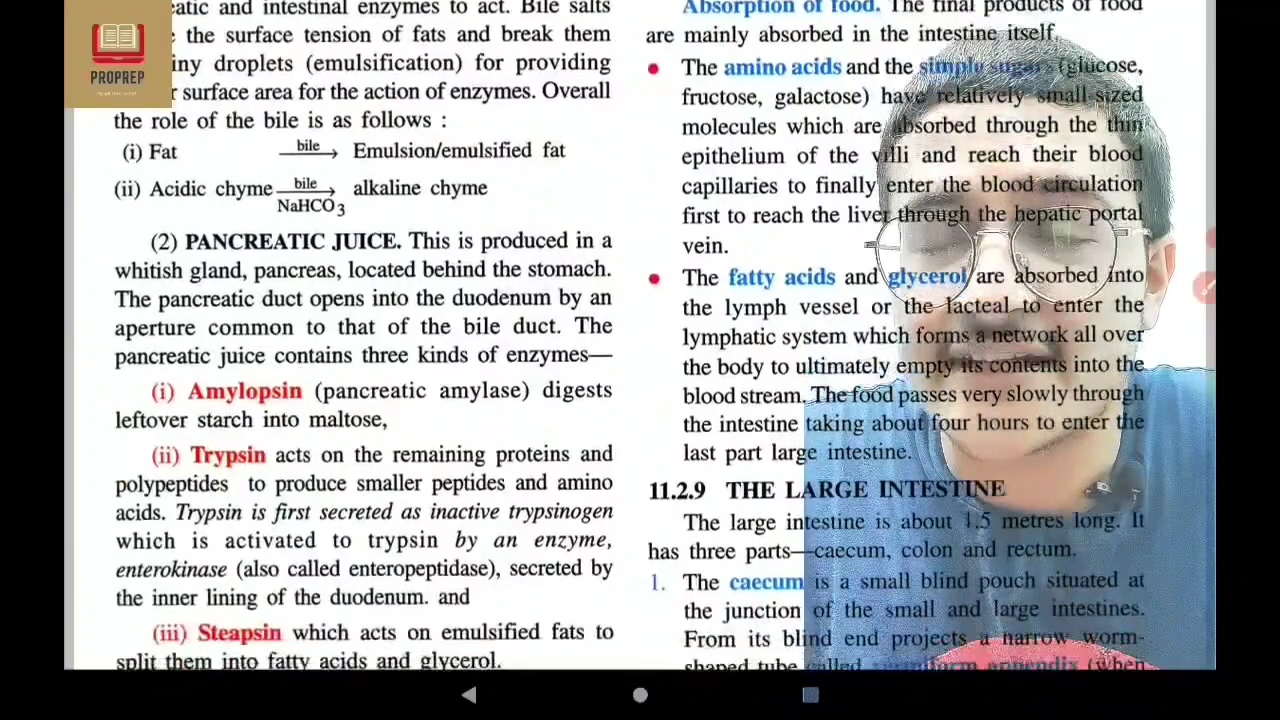 PROPREP
atic and intestinal enzymes to act. Bile salts
the surface tension of fats and break them
iny droplets (emulsification) for providing
r surface area for the action of enzymes. Overall
the role of the bile is as follows :
(i) Fat bile → Emulsion/emulsified fat
(ii) Acidic chyme bile → alkaline chyme
NaHCO3
(2) PANCREATIC JUICE. This is produced in a
whitish gland, pancreas, located behind the stomach.
The pancreatic duct opens into the duodenum by an
aperture common to that of the bile duct. The
pancreatic juice contains three kinds of enzymes—
(i) Amylopsin (pancreatic amylase) digests
leftover starch into maltose,
(ii) Trypsin acts on the remaining proteins and
polypeptides to produce smaller peptides and amino
acids. Trypsin is first secreted as inactive trypsinogen
which is activated to trypsin by an enzyme,
enterokinase (also called enteropeptidase), secreted by
the inner lining of the duodenum. and
(iii) Steapsin which acts on emulsified fats to
split them into fatty acids and glycerol.
Absorption of food. The final products of food
are mainly absorbed in the intestine itself.
• The amino acids and the simple sugars (glucose,
fructose, galactose) have relatively small sized
molecules which are absorbed through the thin
epithelium of the villi and reach their blood
capillaries to finally enter the blood circulation
first to reach the liver through the hepatic portal
vein.
• The fatty acids and glycerol are absorbed into
the lymph vessel or the lacteal to enter the
lymphatic system which forms a network all over
the body to ultimately empty its contents into the
blood stream. The food passes very slowly through
the intestine taking about four hours to enter the
last part large intestine.
11.2.9 THE LARGE INTESTINE
The large intestine is about 1.5 metres long. It
has three parts—caecum, colon and rectum.
1. The caecum is a small blind pouch situated at
the junction of the small and large intestines.
From its blind end projects a narrow worm-
shaped tube called vermiform appendix (when